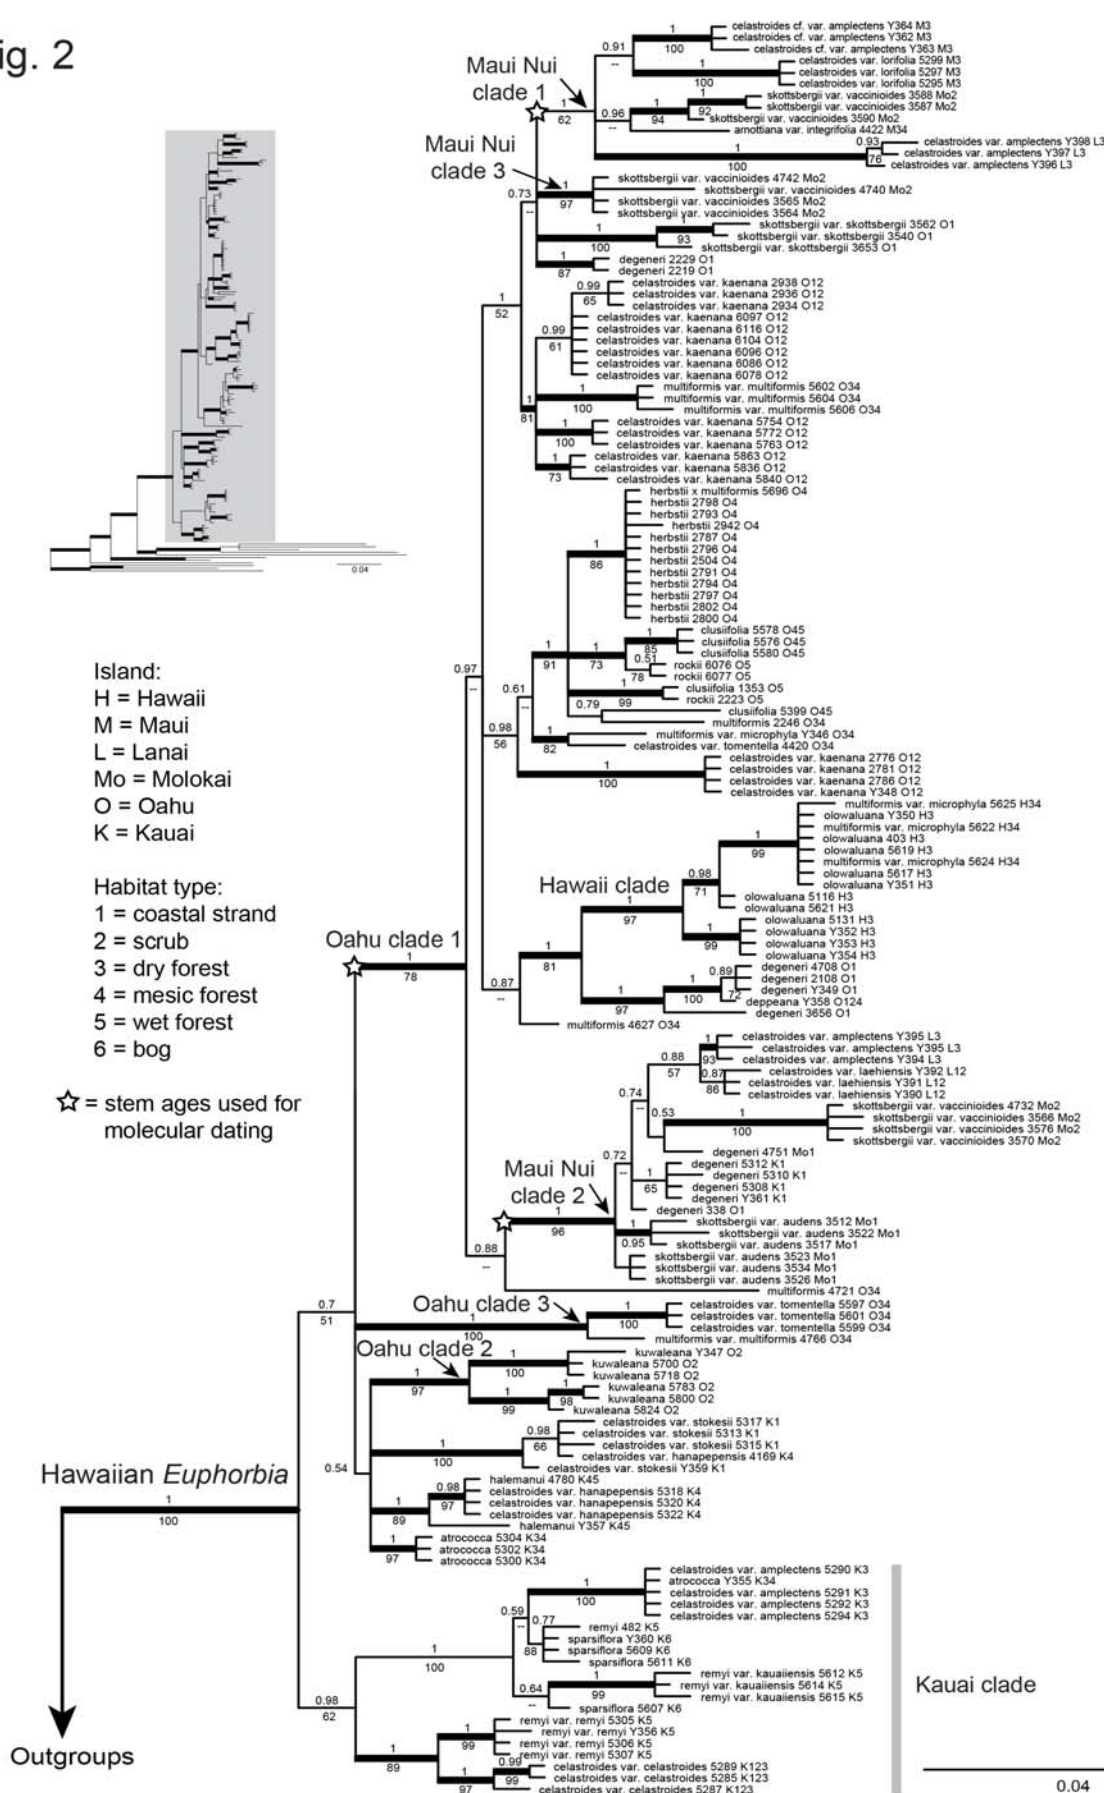 ig. 2
Maui Nui
clade 1
Maui Nui
clade 3
Hawaii clade
Oahu clade 1
Maui Nui
clade 2
Oahu clade 3
Oahu clade 2
Hawaiian Euphorbia
Outgroups
Kauai clade
0.04
0.04
Island:
H = Hawaii
M = Maui
L = Lanai
Mo = Molokai
O = Oahu
K = Kauai
Habitat type:
1 = coastal strand
2 = scrub
3 = dry forest
4 = mesic forest
5 = wet forest
6 = bog
= stem ages used for
molecular dating
celastroides cf. var. amplectens Y364 M3
celastroides cf. var. amplectens Y362 M3
celastroides cf. var. amplectens Y363 M3
celastroides var. lorifolia 5299 M3
celastroides var. lorifolia 5297 M3
celastroides var. lorifolia 5295 M3
skottsbergii var. vaccinioides 3588 Mo2
skottsbergii var. vaccinioides 3587 Mo2
skottsbergii var. vaccinioides 3590 Mo2
arnottiana var. integrifolia 4422 M34
celastroides var. amplectens Y398 L3
celastroides var. amplectens Y397 L3
celastroides var. amplectens Y396 L3
skottsbergii var. vaccinioides 4742 Mo2
skottsbergii var. vaccinioides 4740 Mo2
skottsbergii var. vaccinioides 3565 Mo2
skottsbergii var. vaccinioides 3564 Mo2
skottsbergii var. skottsbergii 3562 O1
skottsbergii var. skottsbergii 3540 O1
skottsbergii var. skottsbergii 3653 O1
degeneri 2229 O1
degeneri 2219 O1
celastroides var. kaenana 2938 O12
celastroides var. kaenana 2936 O12
celastroides var. kaenana 2934 O12
celastroides var. kaenana 6097 O12
celastroides var. kaenana 6116 O12
celastroides var. kaenana 6104 O12
celastroides var. kaenana 6096 O12
celastroides var. kaenana 6086 O12
celastroides var. kaenana 6078 O12
multiformis var. multiformis 5602 O34
multiformis var. multiformis 5604 O34
multiformis var. multiformis 5606 O34
celastroides var. kaenana 5754 O12
celastroides var. kaenana 5772 O12
celastroides var. kaenana 5763 O12
celastroides var. kaenana 5863 O12
celastroides var. kaenana 5836 O12
celastroides var. kaenana 5840 O12
herbstii x multiformis 5696 O4
herbstii 2798 O4
herbstii 2793 O4
herbstii 2942 O4
herbstii 2787 O4
herbstii 2796 O4
herbstii 2504 O4
herbstii 2791 O4
herbstii 2794 O4
herbstii 2797 O4
herbstii 2802 O4
herbstii 2800 O4
clusiifolia 5578 O45
clusiifolia 5576 O45
clusiifolia 5580 O45
rockii 6076 O5
rockii 6077 O5
clusiifolia 1353 O5
rockii 2223 O5
clusiifolia 5399 O45
multiformis 2246 O34
multiformis var. microphyla Y346 O34
celastroides var. tomentella 4420 O34
celastroides var. kaenana 2776 O12
celastroides var. kaenana 2781 O12
celastroides var. kaenana 2786 O12
celastroides var. kaenana Y348 O12
multiformis var. microphyla 5625 H34
olowaluana Y350 H3
multiformis var. microphyla 5622 H34
olowaluana 403 H3
olowaluana 5619 H3
multiformis var. microphyla 5624 H34
olowaluana 5617 H3
olowaluana Y351 H3
olowaluana 5116 H3
olowaluana 5621 H3
olowaluana 5131 H3
olowaluana Y352 H3
olowaluana Y353 H3
olowaluana Y354 H3
degeneri 4708 O1
degeneri 2108 O1
degeneri Y349 O1
deppeana Y358 O124
degeneri 3656 O1
multiformis 4627 O34
celastroides var. amplectens Y395 L3
celastroides var. amplectens Y395 L3
celastroides var. amplectens Y394 L3
celastroides var. laehiensis Y392 L12
celastroides var. laehiensis Y391 L12
celastroides var. laehiensis Y390 L12
skottsbergii var. vaccinioides 4732 Mo2
skottsbergii var. vaccinioides 3566 Mo2
skottsbergii var. vaccinioides 3576 Mo2
skottsbergii var. vaccinioides 3570 Mo2
degeneri 4751 Mo1
degeneri 5312 K1
degeneri 5310 K1
degeneri 5308 K1
degeneri Y361 K1
degeneri 338 O1
skottsbergii var. audens 3512 Mo1
skottsbergii var. audens 3522 Mo1
skottsbergii var. audens 3517 Mo1
skottsbergii var. audens 3523 Mo1
skottsbergii var. audens 3534 Mo1
skottsbergii var. audens 3526 Mo1
multiformis 4721 O34
celastroides var. tomentella 5597 O34
celastroides var. tomentella 5601 O34
celastroides var. tomentella 5599 O34
multiformis var. multiformis 4766 O34
kuwaleana Y347 O2
kuwaleana 5700 O2
kuwaleana 5718 O2
kuwaleana 5783 O2
kuwaleana 5800 O2
kuwaleana 5824 O2
celastroides var. stokesii 5317 K1
celastroides var. stokesii 5313 K1
celastroides var. stokesii 5315 K1
celastroides var. hanapepensis 4169 K4
celastroides var. stokesii Y359 K1
halemanui 4780 K45
celastroides var. hanapepensis 5318 K4
celastroides var. hanapepensis 5320 K4
celastroides var. hanapepensis 5322 K4
halemanui Y357 K45
atrococca 5304 K34
atrococca 5302 K34
atrococca 5300 K34
celastroides var. amplectens 5290 K3
atrococca Y355 K34
celastroides var. amplectens 5291 K3
celastroides var. amplectens 5292 K3
celastroides var. amplectens 5294 K3
remyi 482 K5
sparsiflora Y360 K6
sparsiflora 5609 K6
sparsiflora 5611 K6
remyi var. kauaiiensis 5612 K5
remyi var. kauaiiensis 5614 K5
remyi var. kauaiiensis 5615 K5
sparsiflora 5607 K6
remyi var. remyi 5305 K5
remyi var. remyi Y356 K5
remyi var. remyi 5306 K5
remyi var. remyi 5307 K5
celastroides var. celastroides 5289 K123
celastroides var. celastroides 5285 K123
celastroides var. celastroides 5287 K123